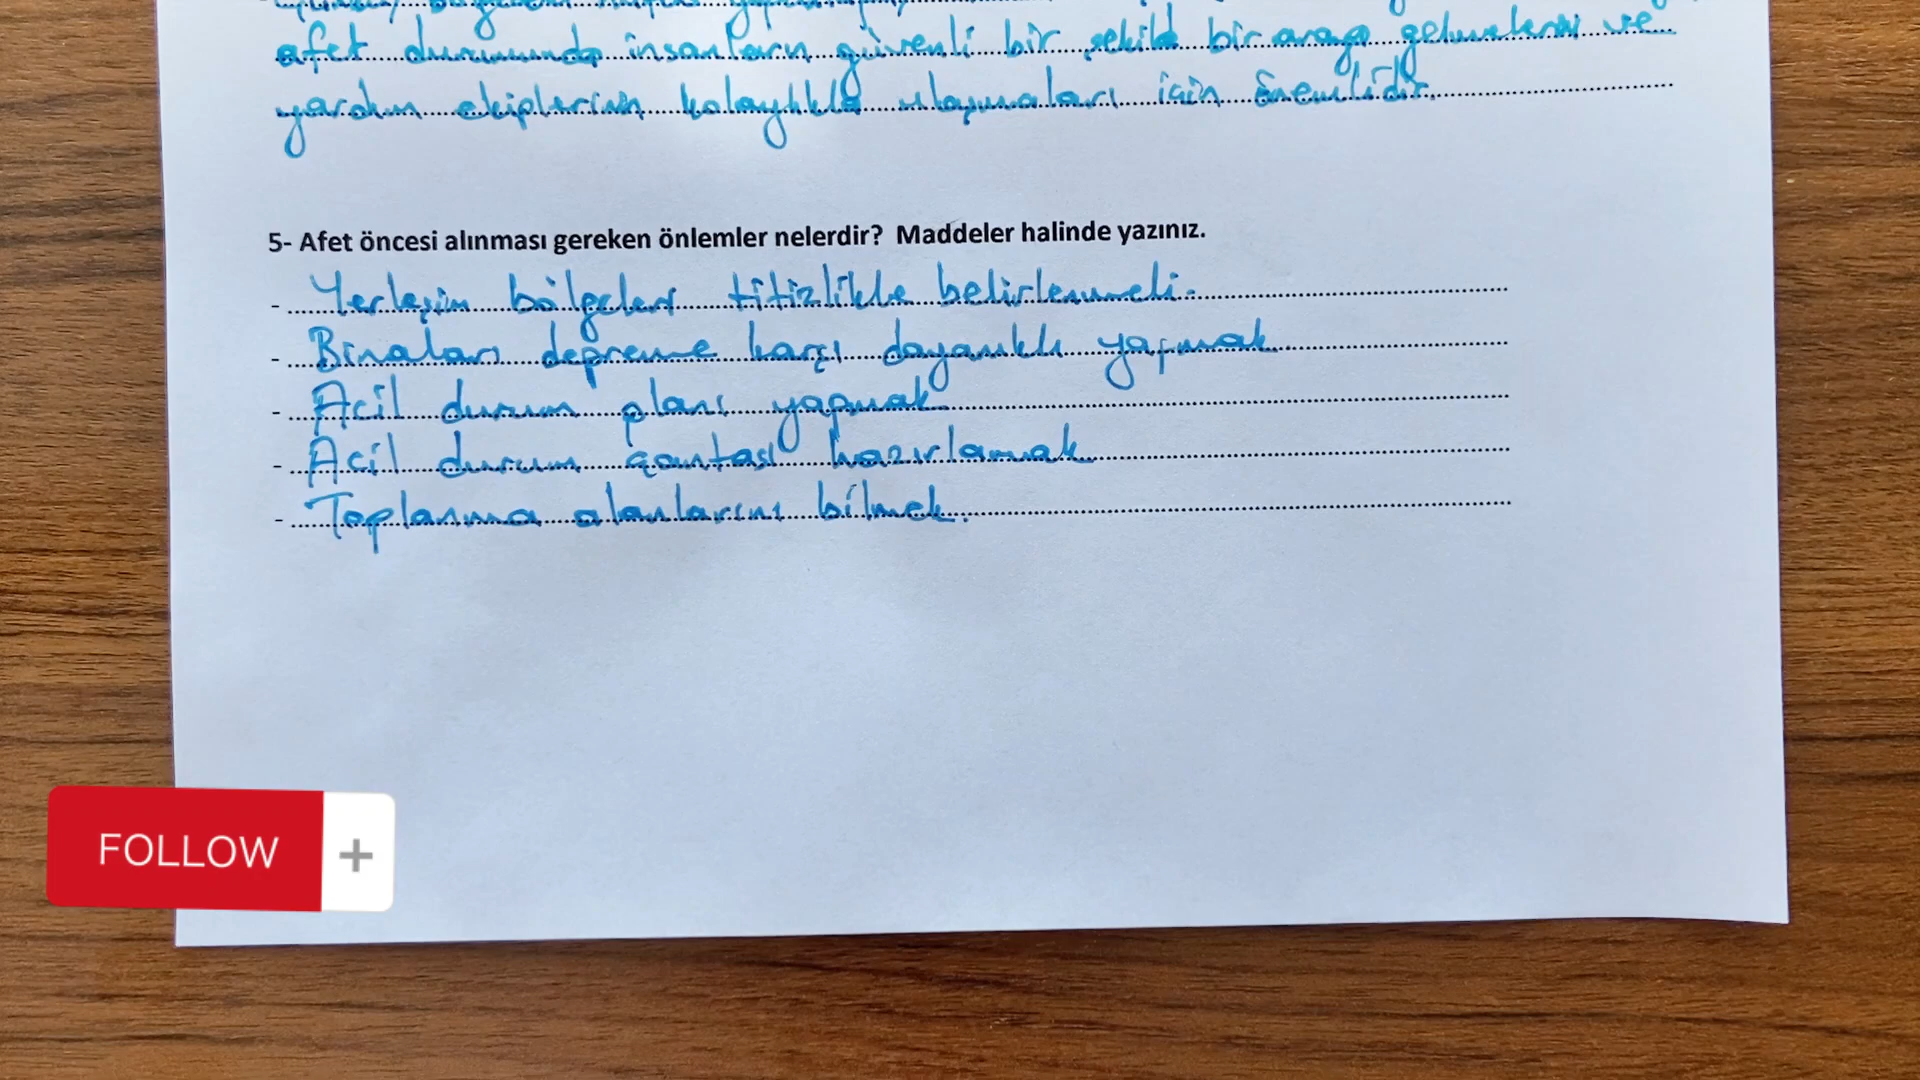 afet durumunda insanların güvenli bir şekilde bir araya gelmeleri ve
yardım ekiplerinin kolaylıkla ulaşmaları için önemlidir.
5- Afet öncesi alınması gereken önlemler nelerdir? Maddeler halinde yazınız.
- Yerleşim bölgeleri titizlikle belirlenmeli.
- Binaları depreme karşı dayanıklı yapmak
- Acil durum planı yapmak
- Acil durum çantası hazırlamak
- Toplanma alanlarını bilmek.
FOLLOW +